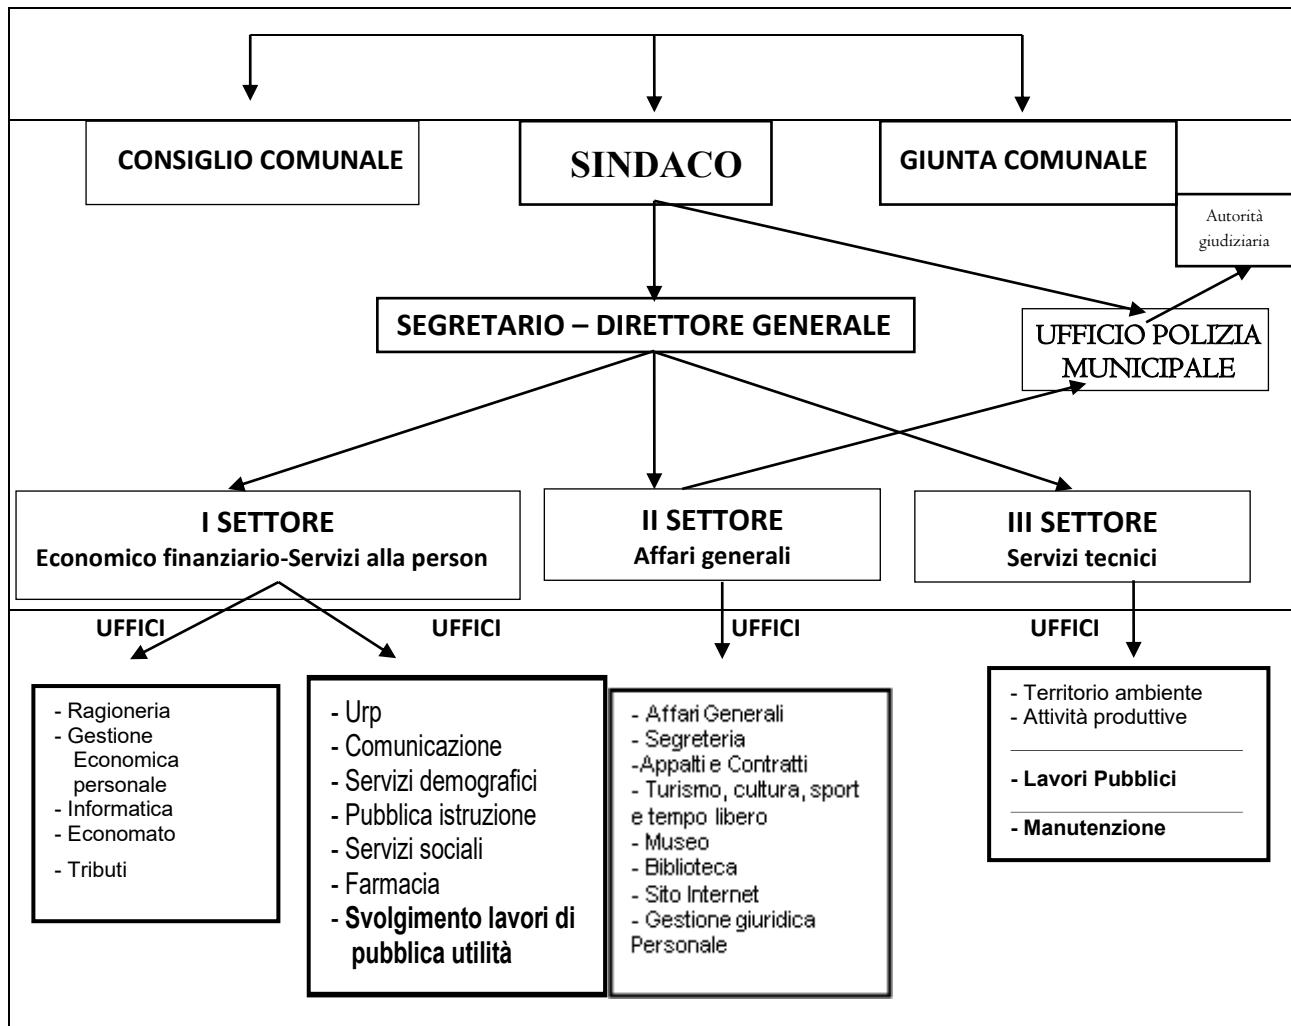 CONSIGLIO COMUNALE
SINDACO
GIUNTA COMUNALE
Autorità
giudiziaria
SEGRETARIO – DIRETTORE GENERALE
UFFICIO POLIZIA
MUNICIPALE
I SETTORE
Economico finanziario-Servizi alla person
II SETTORE
Affari generali
III SETTORE
Servizi tecnici
UFFICI
UFFICI
UFFICI
UFFICI
- Ragioneria
- Gestione
Economica
personale
- Informatica
- Economato
- Tributi
- Urp
- Comunicazione
- Servizi demografici
- Pubblica istruzione
- Servizi sociali
- Farmacia
- Svolgimento lavori di
pubblica utilità
- Affari Generali
- Segreteria
-Appalti e Contratti
- Turismo, cultura, sport
e tempo libero
- Museo
- Biblioteca
- Sito Internet
- Gestione giuridica
Personale
- Territorio ambiente
- Attività produttive
- Lavori Pubblici
- Manutenzione